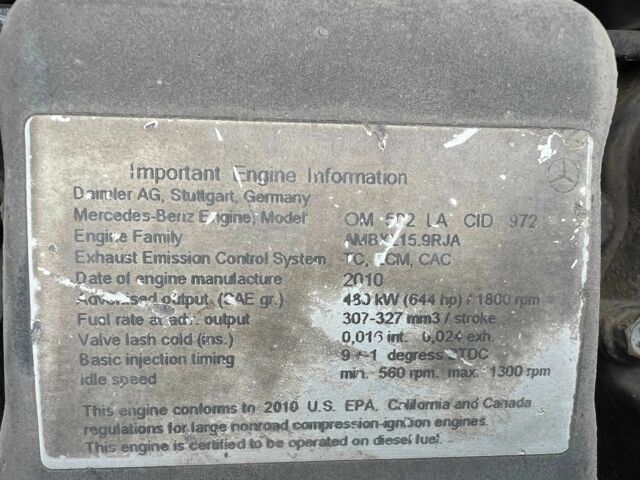 Important Engine Information
Daimler AG, Stuttgart, Germany
Mercedes-Benz Engine, Model OM 502 LA CID 972
Engine Family
Exhaust Emission Control System TC, ECM, CAC
Date of engine manufacture 2010
Advertised output (SAE gr.) 480 kW (644 hp) / 1800 rpm
Fuel rate at adv. output 307-327 mm3 / stroke
Valve lash cold (ins.) 0,016 int. 0,024 exh.
Basic injection timing 9 +/-1 degress BTDC
idle speed min. 560 rpm. max. 1300 rpm
This engine conforms to 2010 U.S. EPA, California and Canada
regulations for large nonroad compression-ignition engines.
This engine is certified to be operated on diesel fuel.